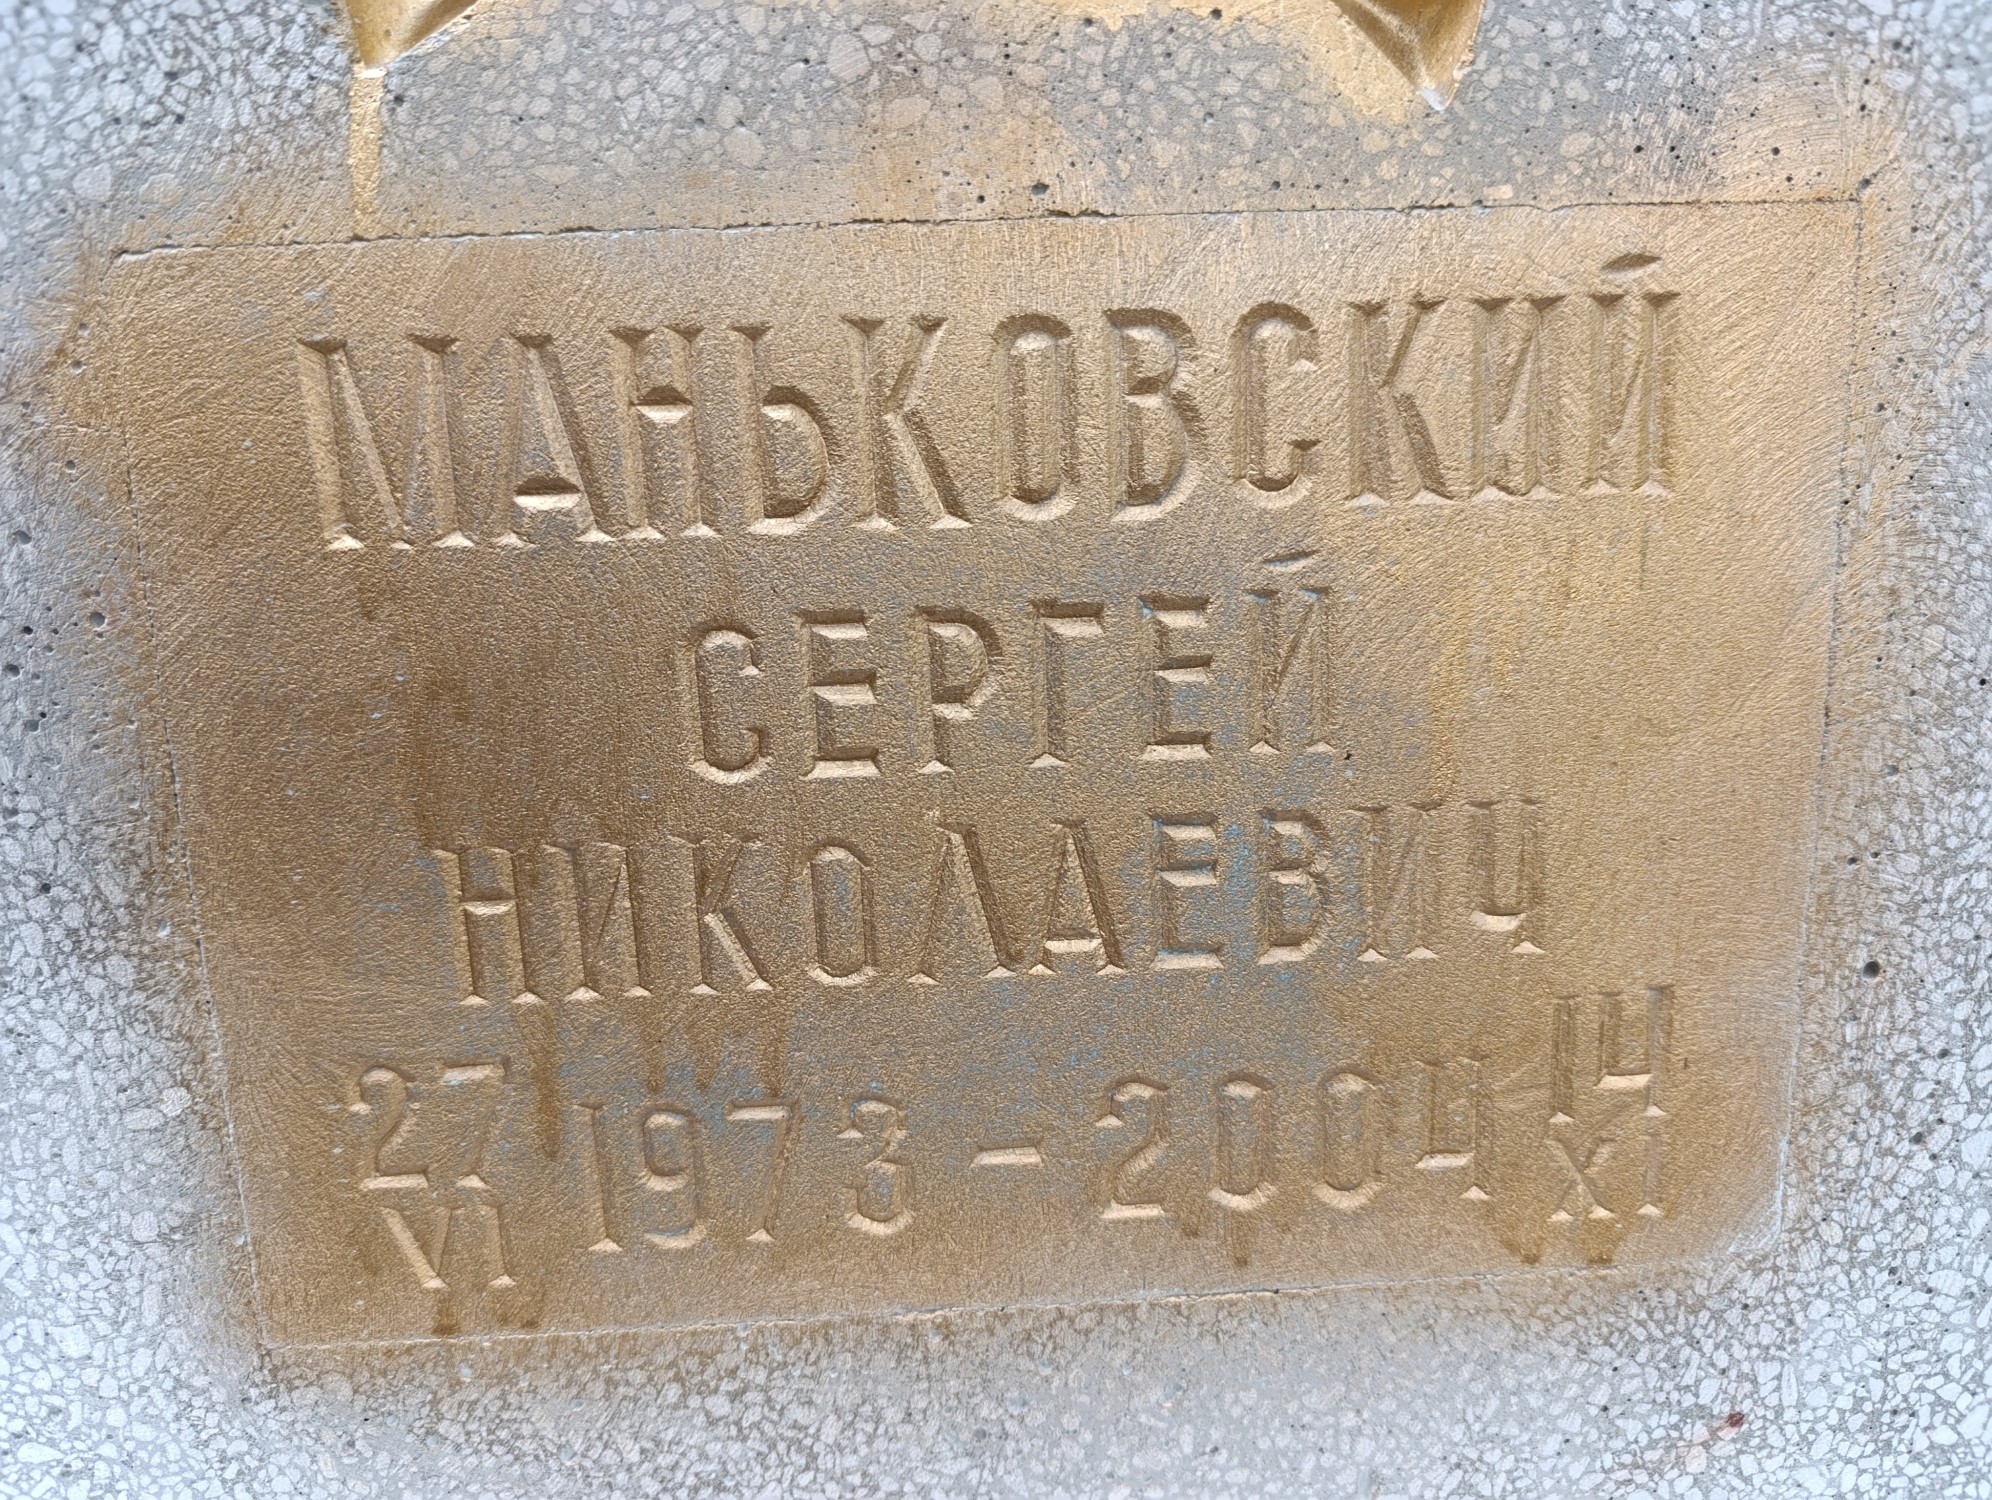 МАНЬКОВСКИЙ
СЕРГЕЙ
НИКОЛАЕВИЧ
27 VI 1973 - 2004 14 XI